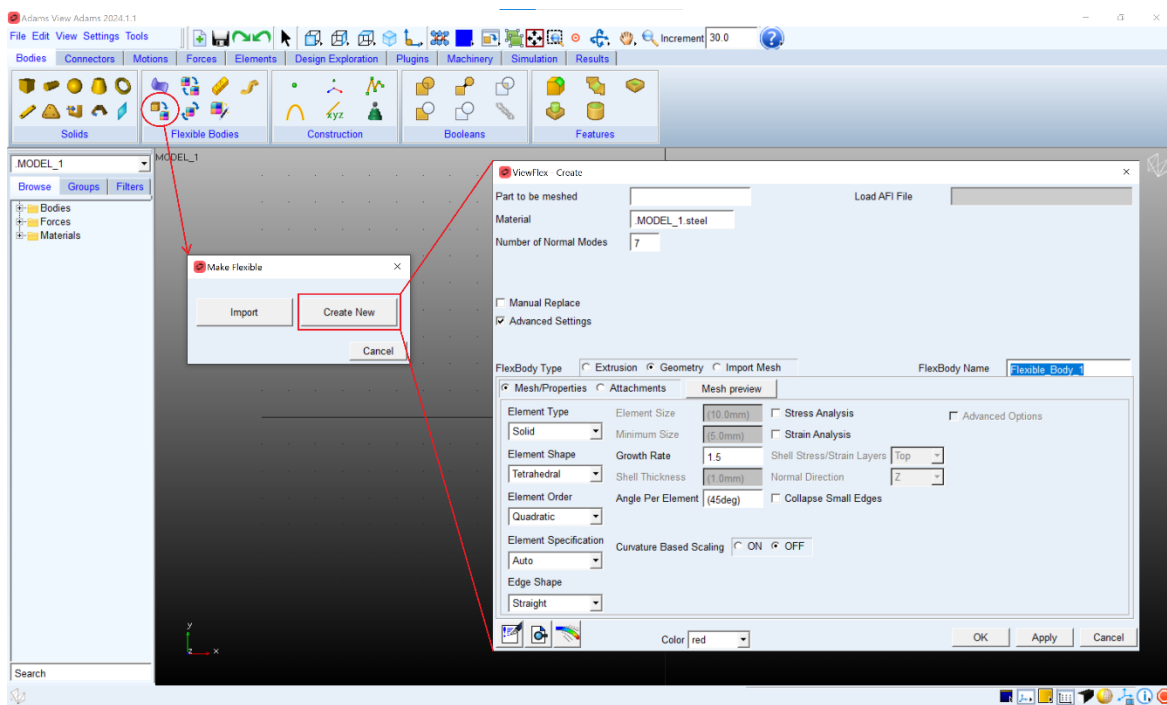 Adams View Adams 2024.1.1
File Edit View Settings Tools
Increment 30.0
?
Bodies Connectors Motions Forces Elements Design Exploration Plugins Machinery Simulation Results
xyz
Solids Flexible Bodies Construction Booleans Features
.MODEL_1
MODEL_1
Browse Groups Filters
Bodies
Forces
Materials
Make Flexible
Import Create New
Cancel
ViewFlex - Create
Part to be meshed Load AFI File
Material .MODEL_1.steel
Number of Normal Modes 7
Manual Replace
Advanced Settings
FlexBody Type Extrusion Geometry Import Mesh FlexBody Name Flexible_Body_1
Mesh/Properties Attachments Mesh preview
Element Type Element Size (10.0mm) Stress Analysis Advanced Options
Solid Minimum Size (5.0mm) Strain Analysis
Element Shape Growth Rate 1.5 Shell Stress/Strain Layers Top
Tetrahedral Shell Thickness (1.0mm) Normal Direction Z
Element Order Angle Per Element (45deg) Collapse Small Edges
Quadratic
Element Specification Curvature Based Scaling ON OFF
Auto
Edge Shape
Straight
Color red OK Apply Cancel
y
z x
Search